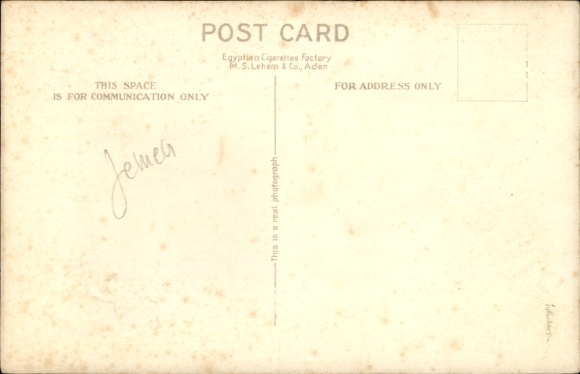 POST CARD
Egyptian Cigarettes Factory
M. S. Lehem & Co., Aden
THIS SPACE
IS FOR COMMUNICATION ONLY
FOR ADDRESS ONLY
Jemen
This is a real photograph